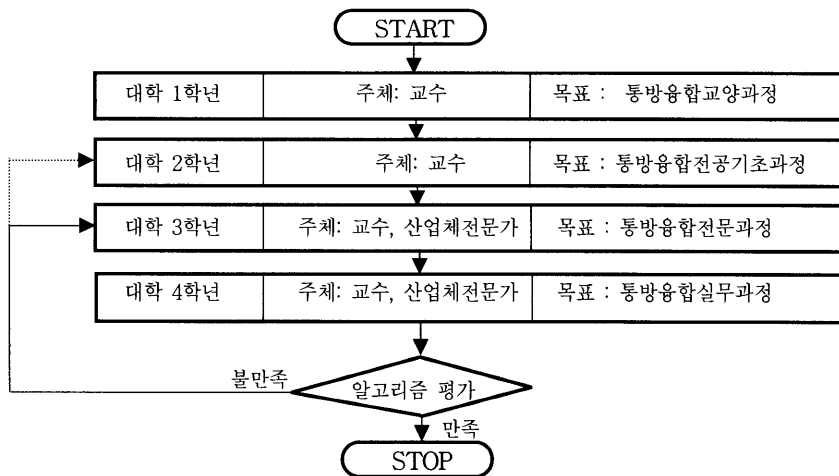 START
대학 1학년 주체: 교수 목표 : 통방융합교양과정
대학 2학년 주체: 교수 목표 : 통방융합전공기초과정
대학 3학년 주체: 교수, 산업체전문가 목표 : 통방융합전문과정
대학 4학년 주체: 교수, 산업체전문가 목표 : 통방융합실무과정
불만족 알고리즘 평가
만족
STOP